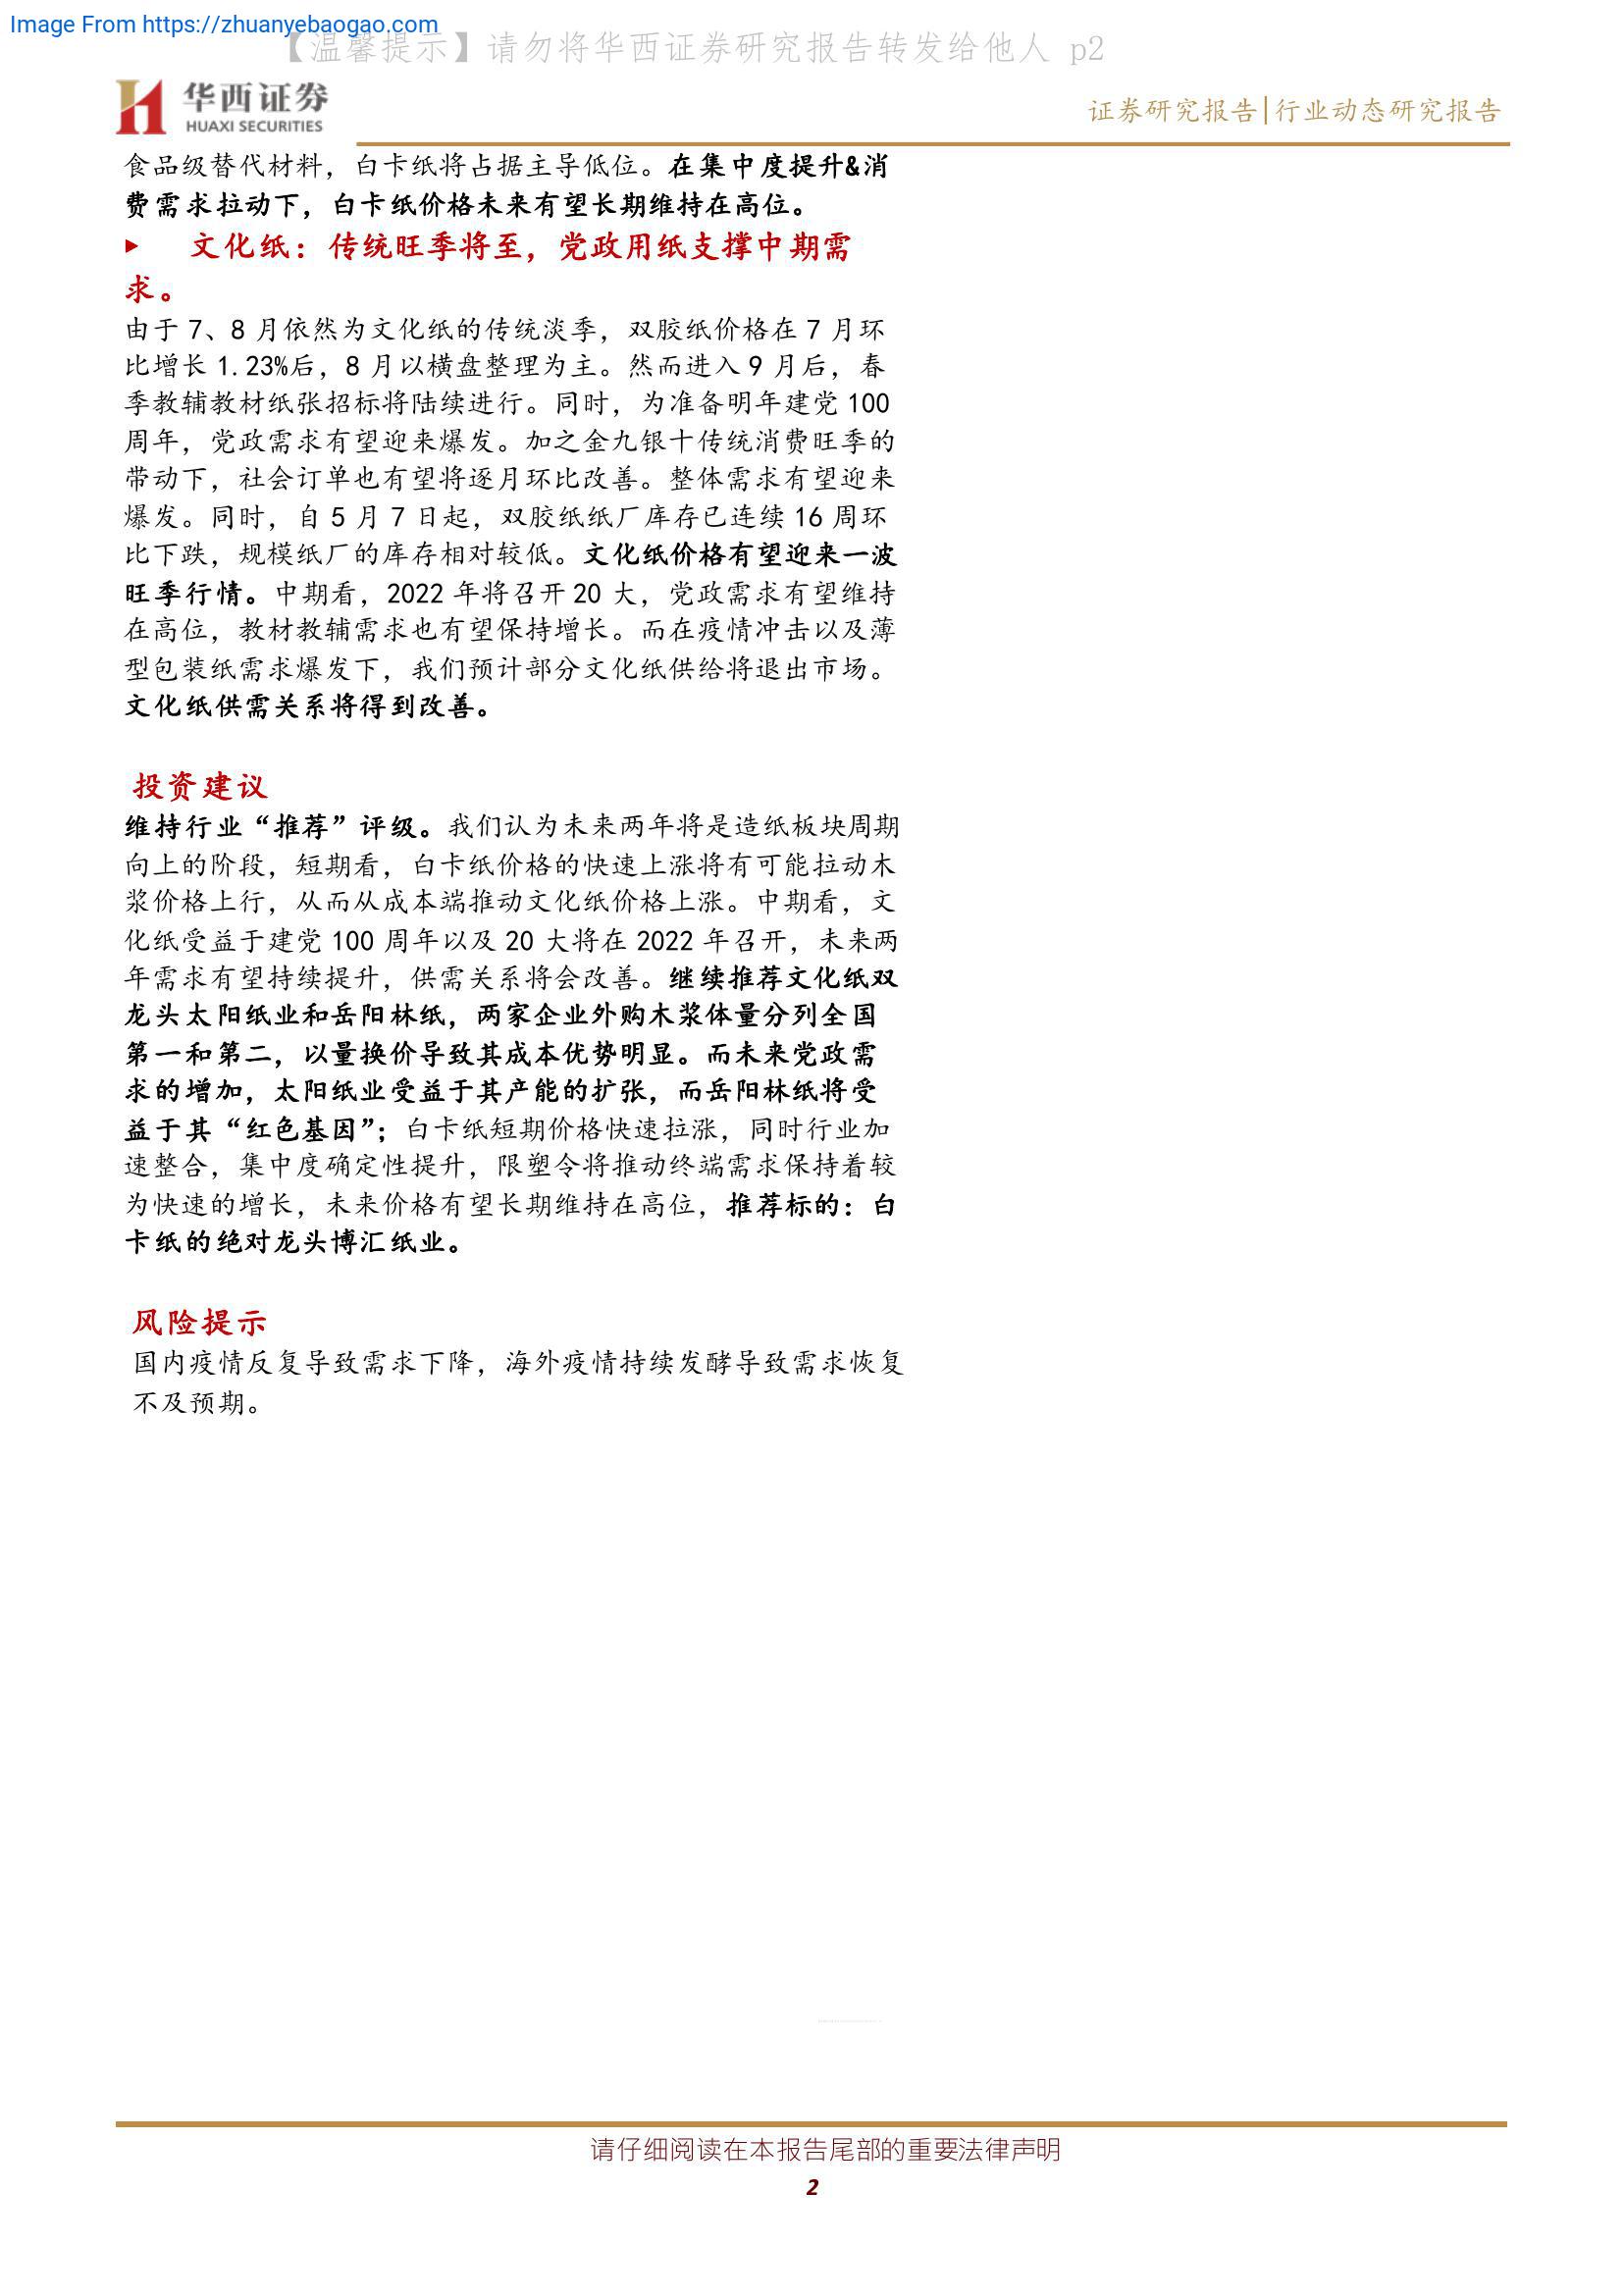 Image From https://zhuanyebaogao.com
【温馨提示】请勿将华西证券研究报告转发给他人 p2
华西证券
HUAXI SECURITIES
证券研究报告|行业动态研究报告
食品级替代材料，白卡纸将占据主导低位。在集中度提升&消
费需求拉动下，白卡纸价格未来有望长期维持在高位。
▶ 文化纸：传统旺季将至，党政用纸支撑中期需
求。
由于 7、8 月依然为文化纸的传统淡季，双胶纸价格在 7 月环
比增长 1.23%后，8 月以横盘整理为主。然而进入 9 月后，春
季教辅教材纸张招标将陆续进行。同时，为准备明年建党 100
周年，党政需求有望迎来爆发。加之金九银十传统消费旺季的
带动下，社会订单也有望将逐月环比改善。整体需求有望迎来
爆发。同时，自 5 月 7 日起，双胶纸纸厂库存已连续 16 周环
比下跌，规模纸厂的库存相对较低。文化纸价格有望迎来一波
旺季行情。中期看，2022 年将召开 20 大，党政需求有望维持
在高位，教材教辅需求也有望保持增长。而在疫情冲击以及薄
型包装纸需求爆发下，我们预计部分文化纸供给将退出市场。
文化纸供需关系将得到改善。
投资建议
维持行业“推荐”评级。我们认为未来两年将是造纸板块周期
向上的阶段，短期看，白卡纸价格的快速上涨将有可能拉动木
浆价格上行，从而从成本端推动文化纸价格上涨。中期看，文
化纸受益于建党 100 周年以及 20 大将在 2022 年召开，未来两
年需求有望持续提升，供需关系将会改善。继续推荐文化纸双
龙头太阳纸业和岳阳林纸，两家企业外购木浆体量分列全国
第一和第二，以量换价导致其成本优势明显。而未来党政需
求的增加，太阳纸业受益于其产能的扩张，而岳阳林纸将受
益于其“红色基因”；白卡纸短期价格快速拉涨，同时行业加
速整合，集中度确定性提升，限塑令将推动终端需求保持着较
为快速的增长，未来价格有望长期维持在高位，推荐标的：白
卡纸的绝对龙头博汇纸业。
风险提示
国内疫情反复导致需求下降，海外疫情持续发酵导致需求恢复
不及预期。
请仔细阅读在本报告尾部的重要法律声明
2